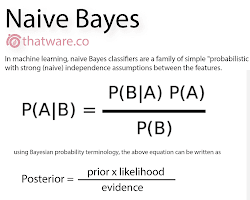 Naive Bayes
thatware.co
In machine learning, naive Bayes classifiers are a family of simple "probabilistic
with strong (naive) independence assumptions between the features.
P(A|B) = P(B|A) P(A)
P(B)
using Bayesian probability terminology, the above equation can be written as
Posterior = prior x likelihood
evidence